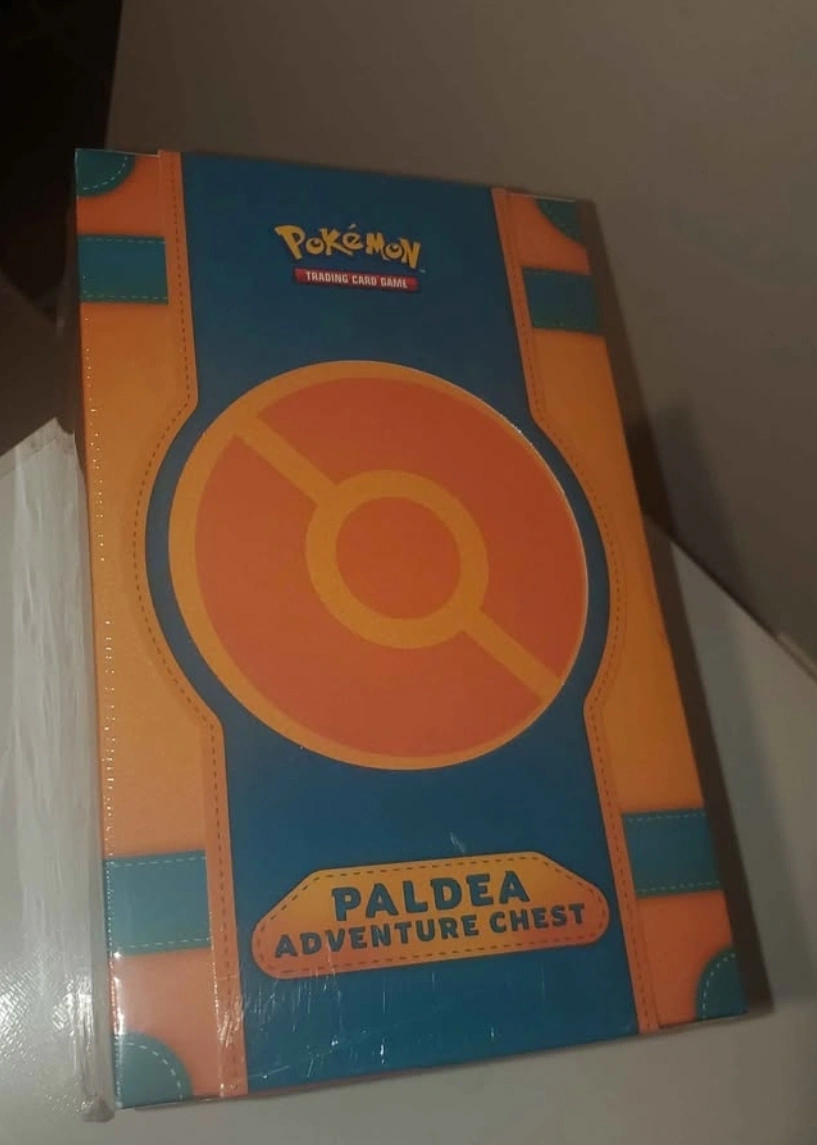 POKéMON
TRADING CARD GAME
PALDEA
ADVENTURE CHEST